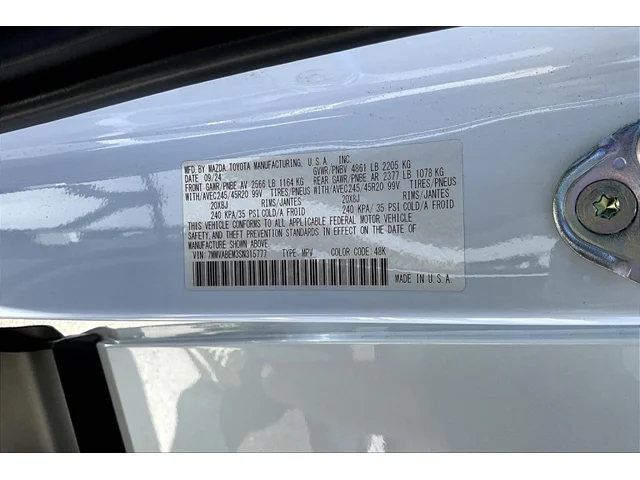 MFD. BY MAZDA TOYOTA MANUFACTURING, U.S.A. INC.
DATE: 09/24 GVWR/PNBV 4861 LB 2205 KG
FRONT GAWR/PNBE AV 2566 LB 1164 KG REAR GAWR/PNBE AR 2377 LB 1078 KG
WITH/AVEC245/45R20 99V TIRES/PNEUS WITH/AVEC245/45R20 99V TIRES/PNEUS
20X8J RIMS/JANTES 20X8J RIMS/JANTES
240 KPA/35 PSI COLD/A FROID 240 KPA/ 35 PSI COLD/A FROID
THIS VEHICLE CONFORMS TO ALL APPLICABLE FEDERAL MOTOR VEHICLE
SAFETY, AND THEFT PREVENTION STANDARDS IN EFFECT ON THE DATE OF
MANUFACTURE SHOWN ABOVE.
VIN: 7MMVABEM3SN315777 TYPE: MPV COLOR CODE: 48K
MADE IN U.S.A.